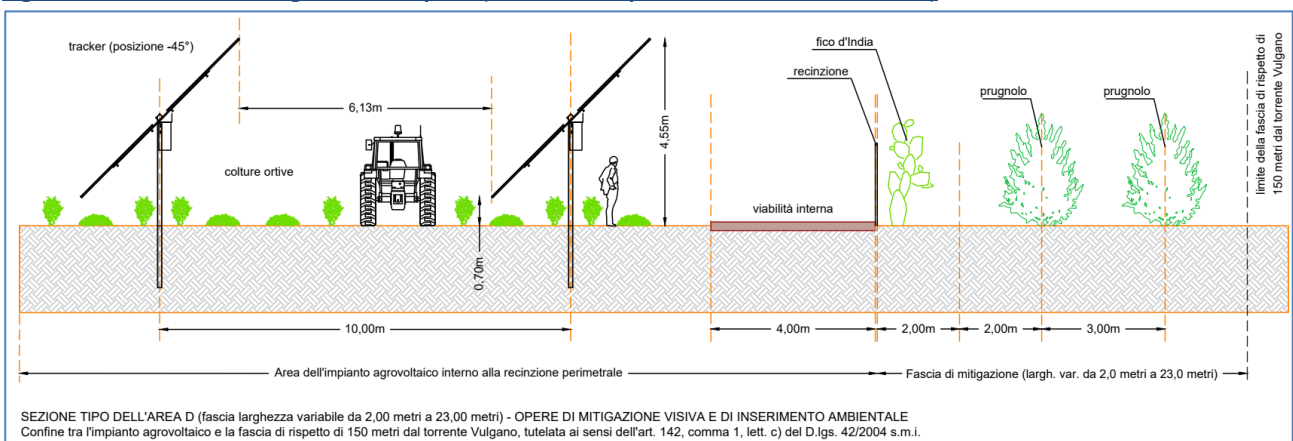 tracker (posizione -45°)
fico d'India
recinzione
prugnolo
prugnolo
limite della fascia di rispetto di
150 metri dal torrente Vulgano
6,13m
4,55m
colture ortive
viabilità interna
0,70m
10,00m
4,00m
2,00m
2,00m
3,00m
Area dell'impianto agrovoltaico interno alla recinzione perimetrale
Fascia di mitigazione (largh. var. da 2,0 metri a 23,0 metri)
SEZIONE TIPO DELL'AREA D (fascia larghezza variabile da 2,00 metri a 23,00 metri) - OPERE DI MITIGAZIONE VISIVA E DI INSERIMENTO AMBIENTALE
Confine tra l'impianto agrovoltaico e la fascia di rispetto di 150 metri dal torrente Vulgano, tutelata ai sensi dell'art. 142, comma 1, lett. c) del D.lgs. 42/2004 s.m.i.